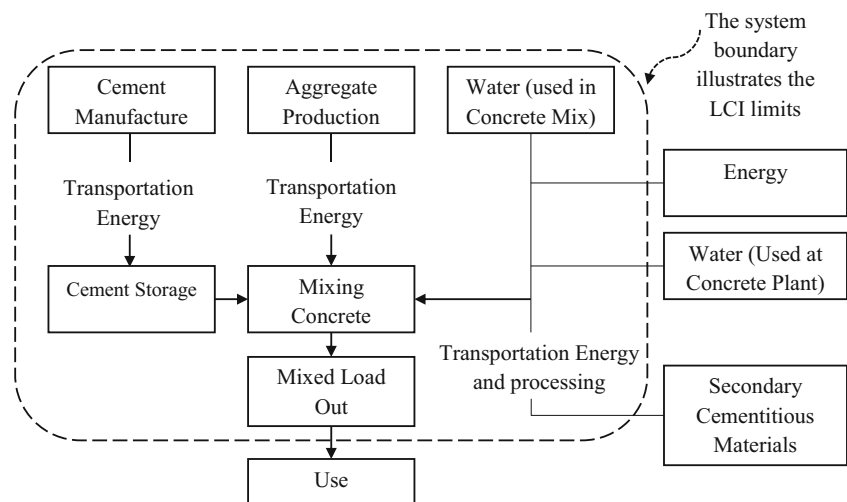 The system
boundary
illustrates the
LCI limits
Cement
Manufacture
Aggregate
Production
Water (used in
Concrete Mix)
Energy
Transportation
Energy
Transportation
Energy
Water (Used at
Concrete Plant)
Cement Storage
Mixing
Concrete
Transportation Energy
and processing
Mixed Load
Out
Secondary
Cementitious
Materials
Use